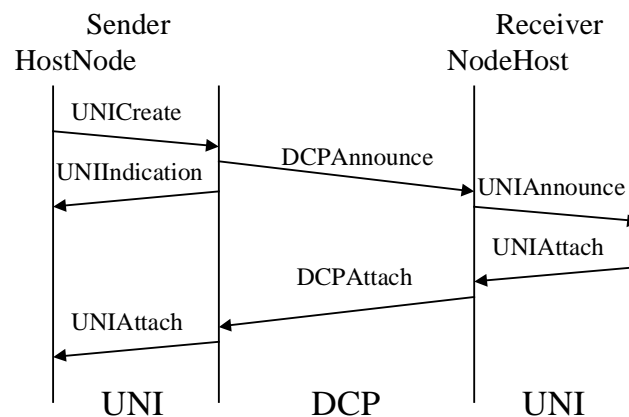 Sender
Receiver
HostNode
NodeHost
UNICreate
DCPAnnounce
UNIIndication
UNIAnnounce
UNIAttach
DCPAttach
UNIAttach
UNI
DCP
UNI